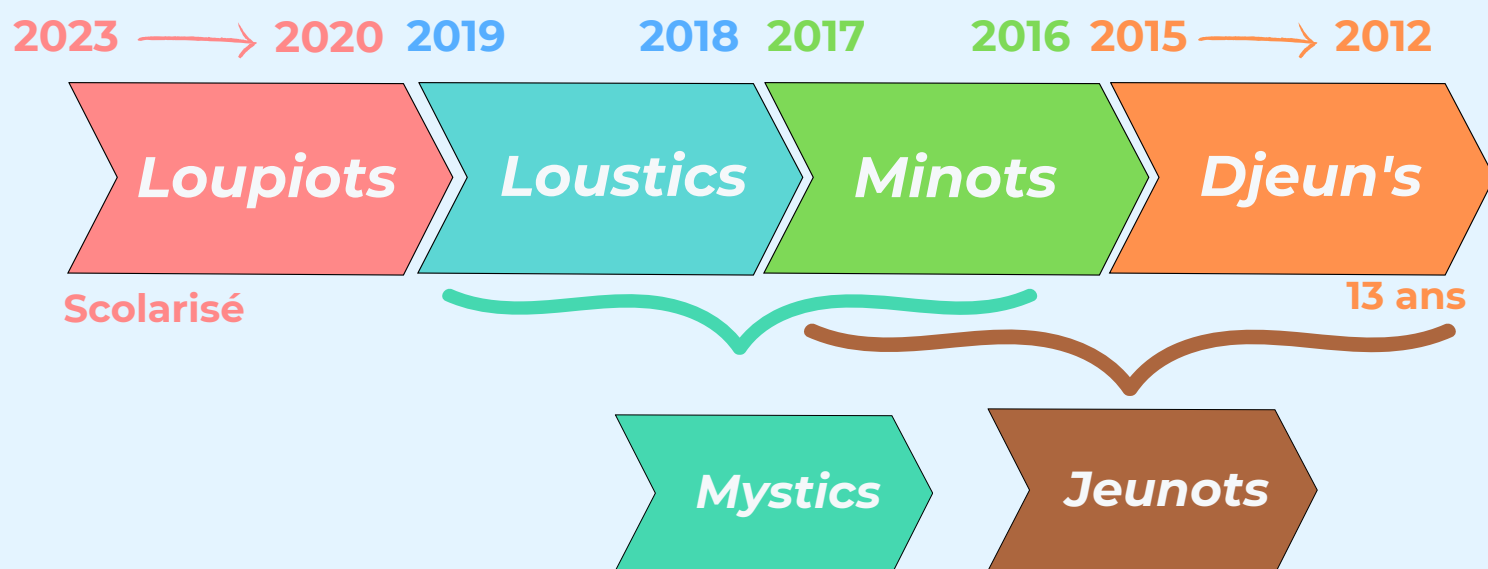 2023 2020 2019 2018 2017 2016 2015 2012
Loupiots Loustics Minots Djeun's
Scolarisé 13 ans
Mystics Jeunots